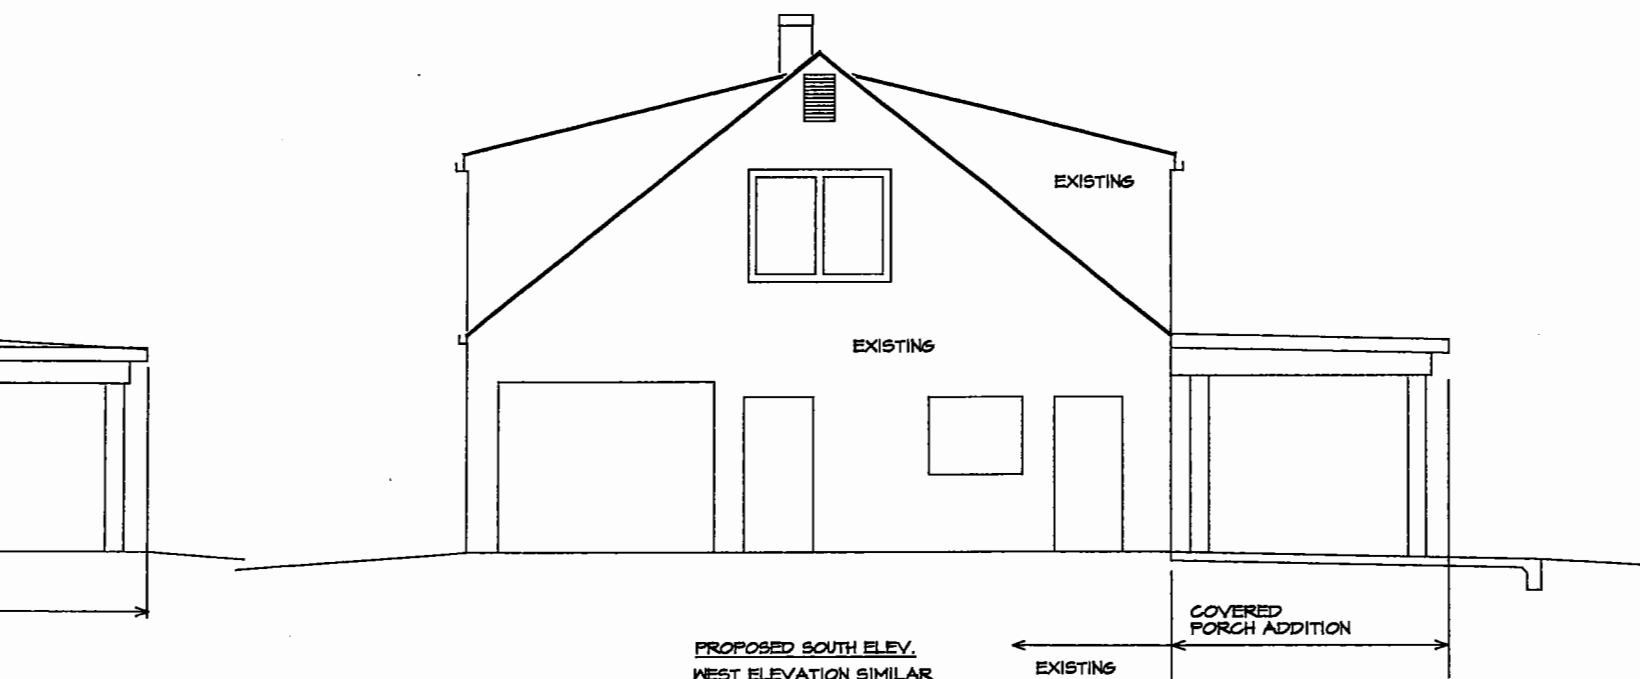 EXISTING
EXISTING
COVERED
PORCH ADDITION
PROPOSED SOUTH ELEV.
WEST ELEVATION SIMILAR
EXISTING